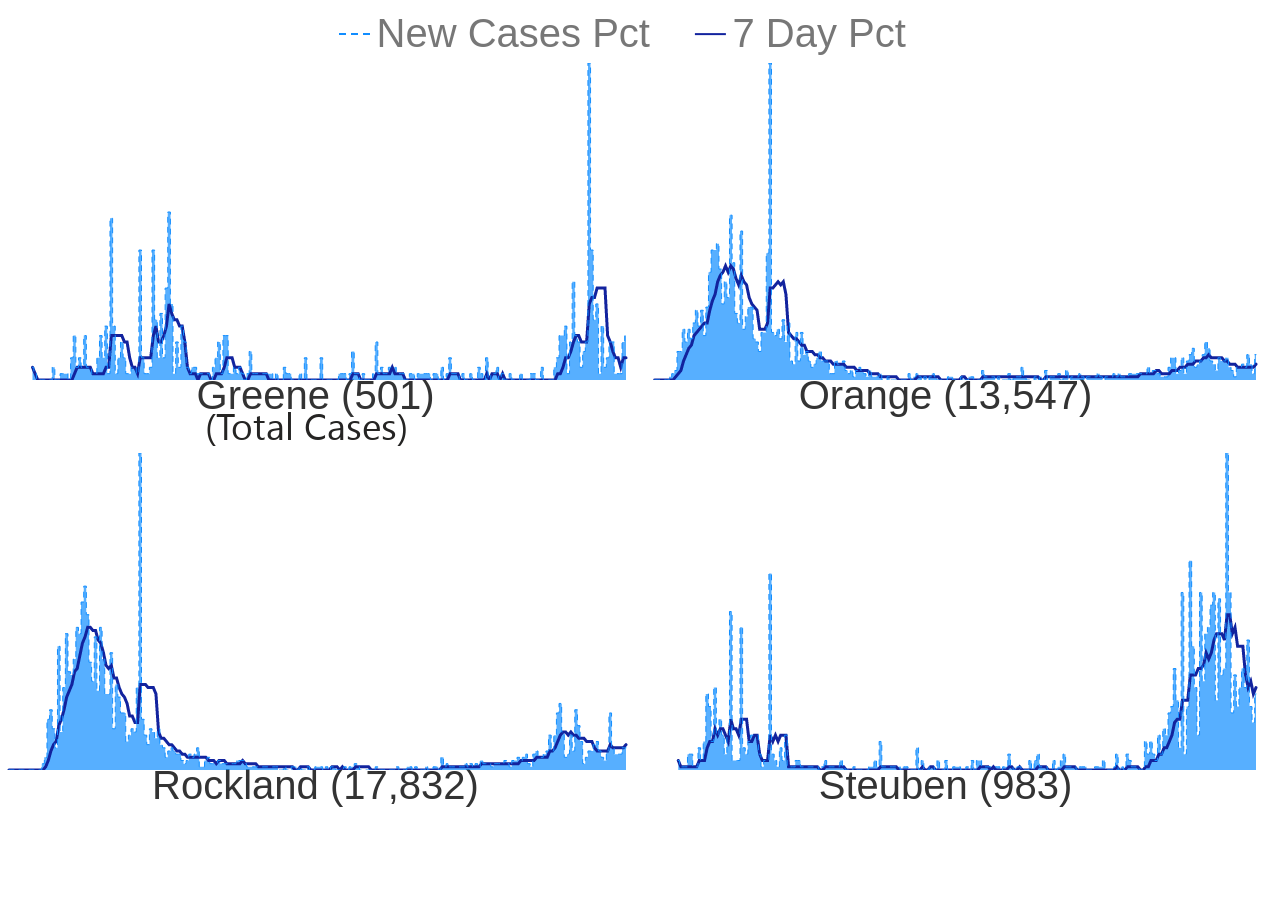 New Cases Pct 7 Day Pct
Greene (501) Orange (13,547)
(Total Cases)
Rockland (17,832) Steuben (983)